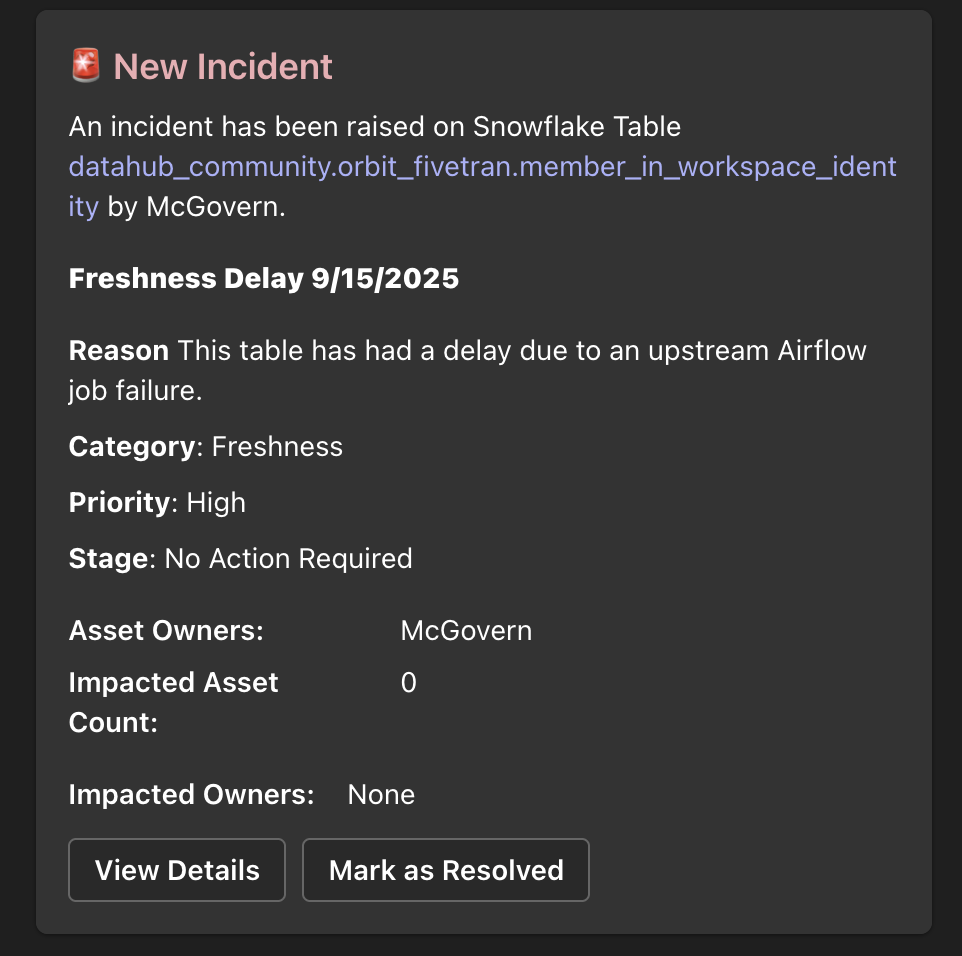 🚨 New Incident
An incident has been raised on Snowflake Table
datahub_community.orbit_fivetran.member_in_workspace_ident
ity by McGovern.
Freshness Delay 9/15/2025
Reason This table has had a delay due to an upstream Airflow
job failure.
Category: Freshness
Priority: High
Stage: No Action Required
Asset Owners: McGovern
Impacted Asset 0
Count:
Impacted Owners: None
View Details Mark as Resolved